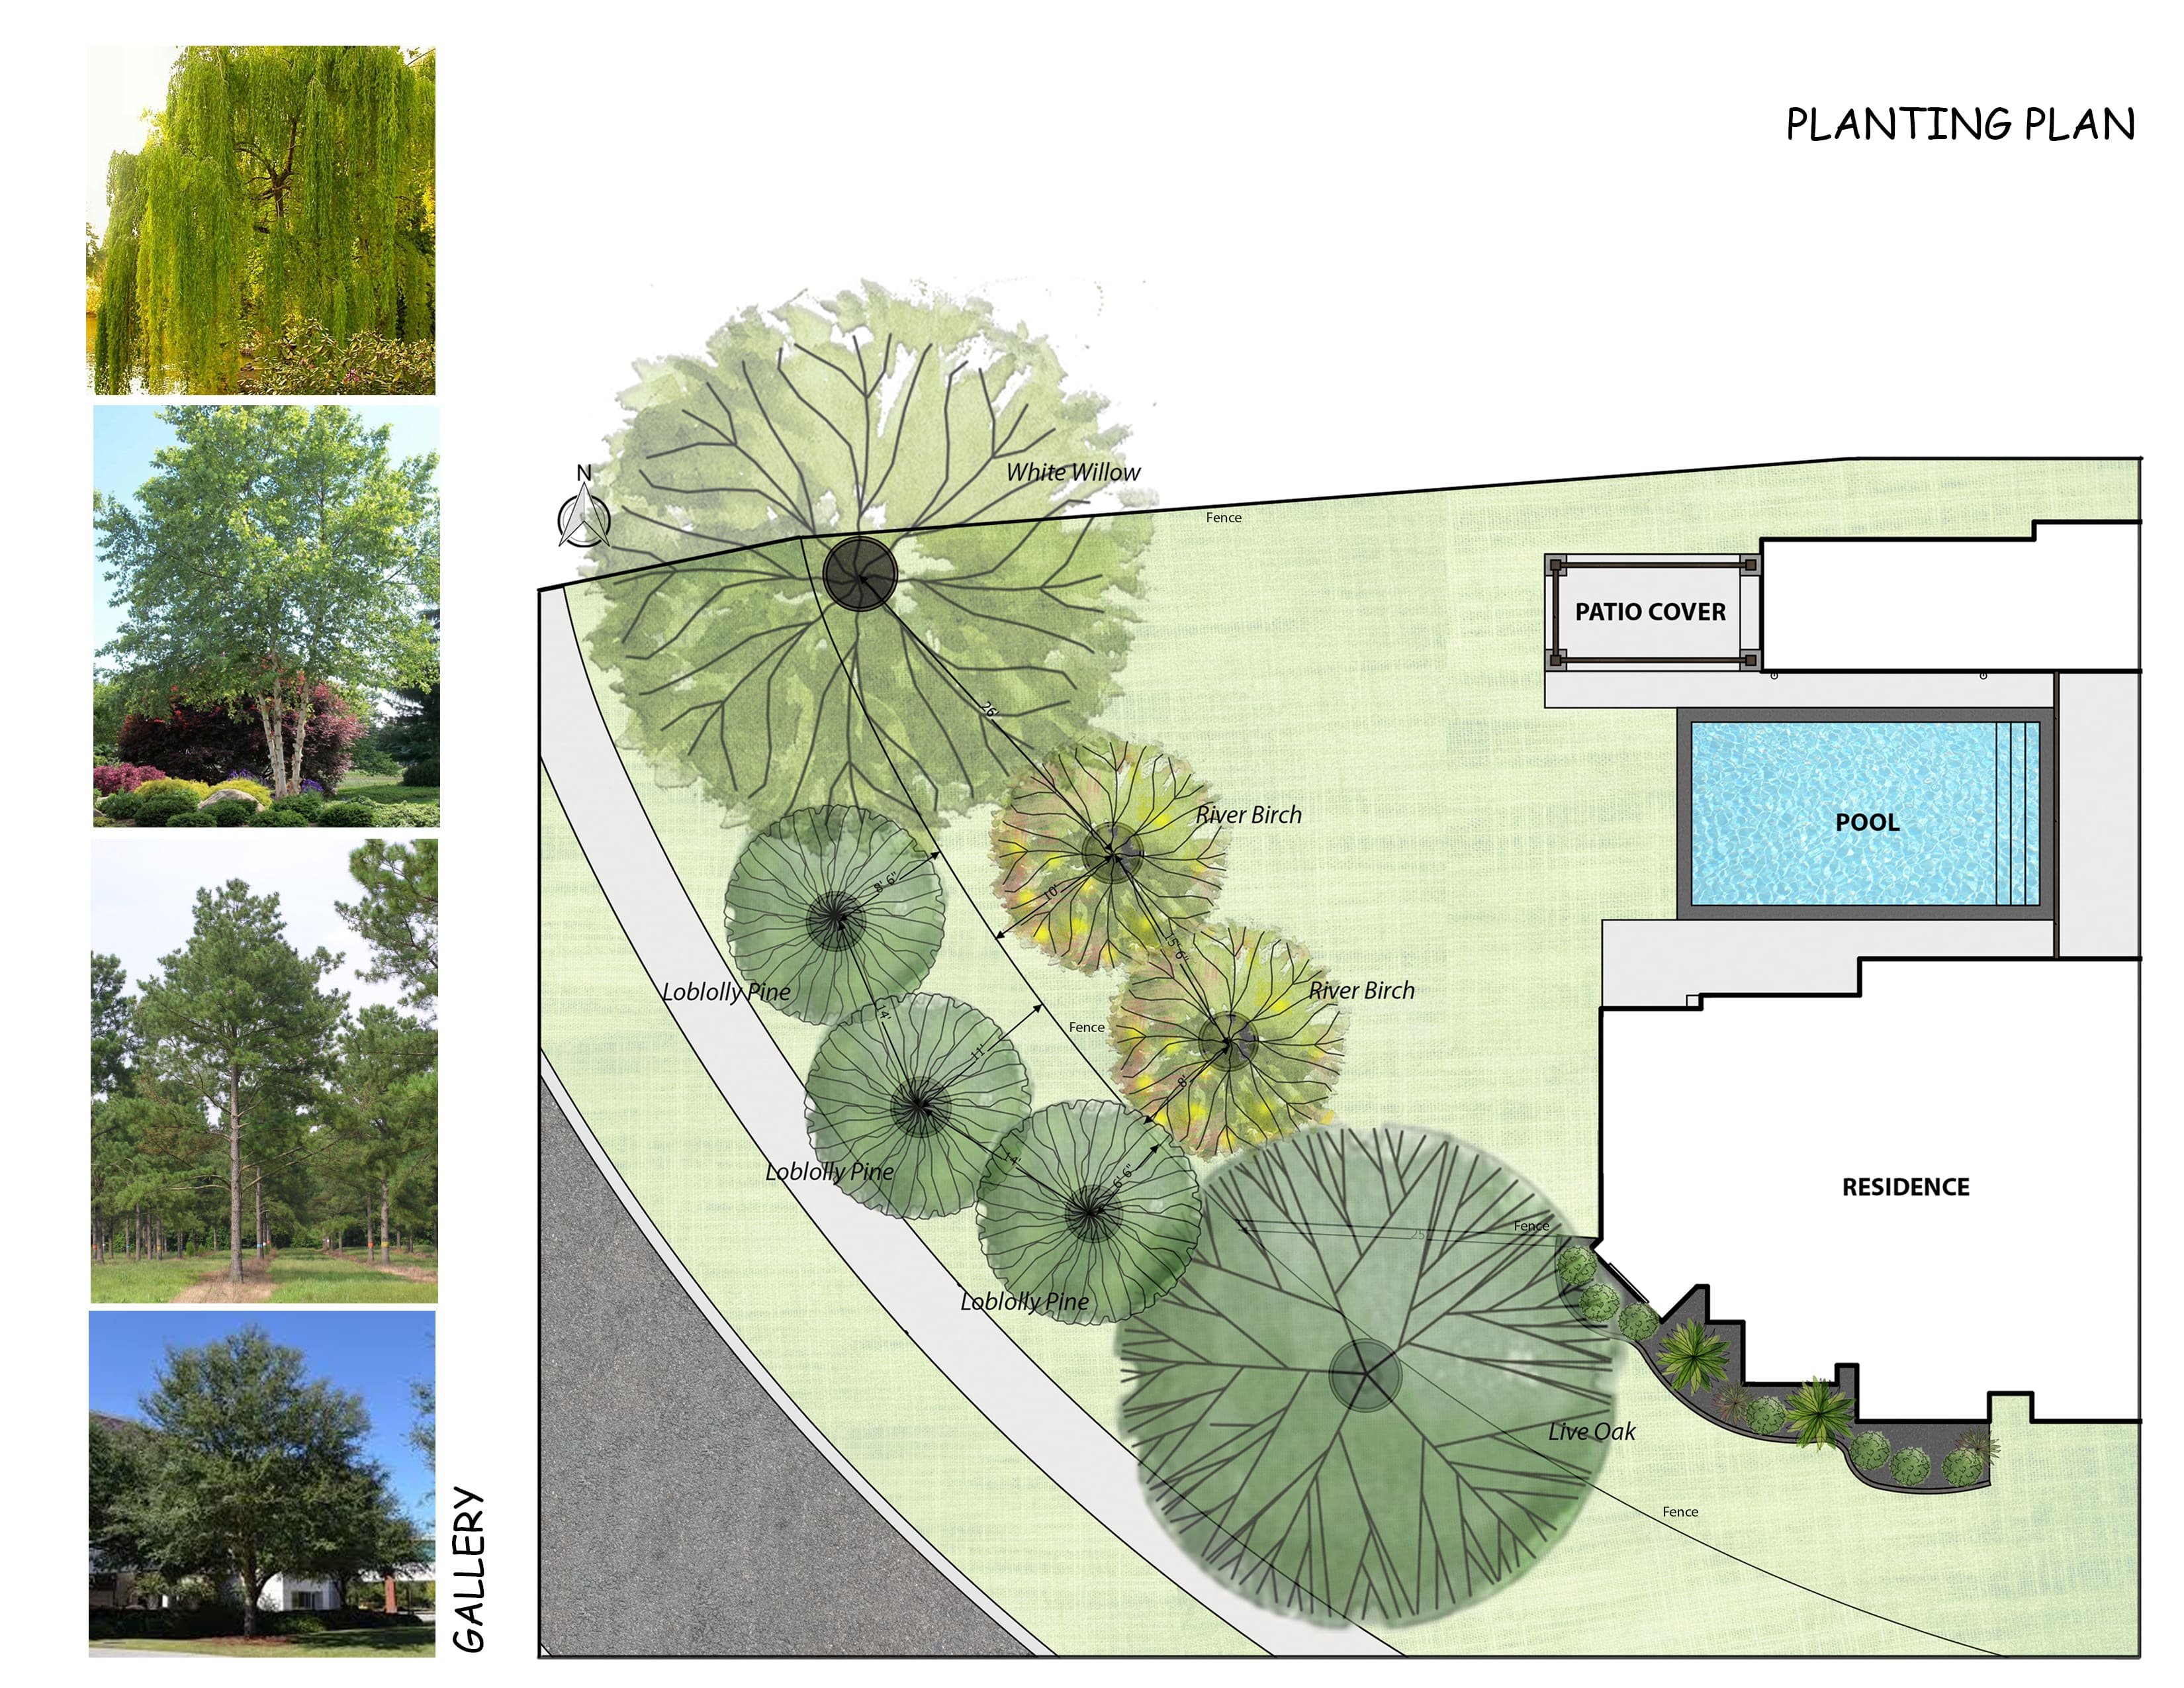 PLANTING PLAN
N
White Willow
Fence
PATIO COVER
26'
River Birch
POOL
8' 6"
10'
15' 6"
Loblolly Pine
River Birch
14'
Fence
11'
8'
14'
6' 6"
Loblolly Pine
RESIDENCE
Fence
25'
Loblolly Pine
Live Oak
Fence
GALLERY